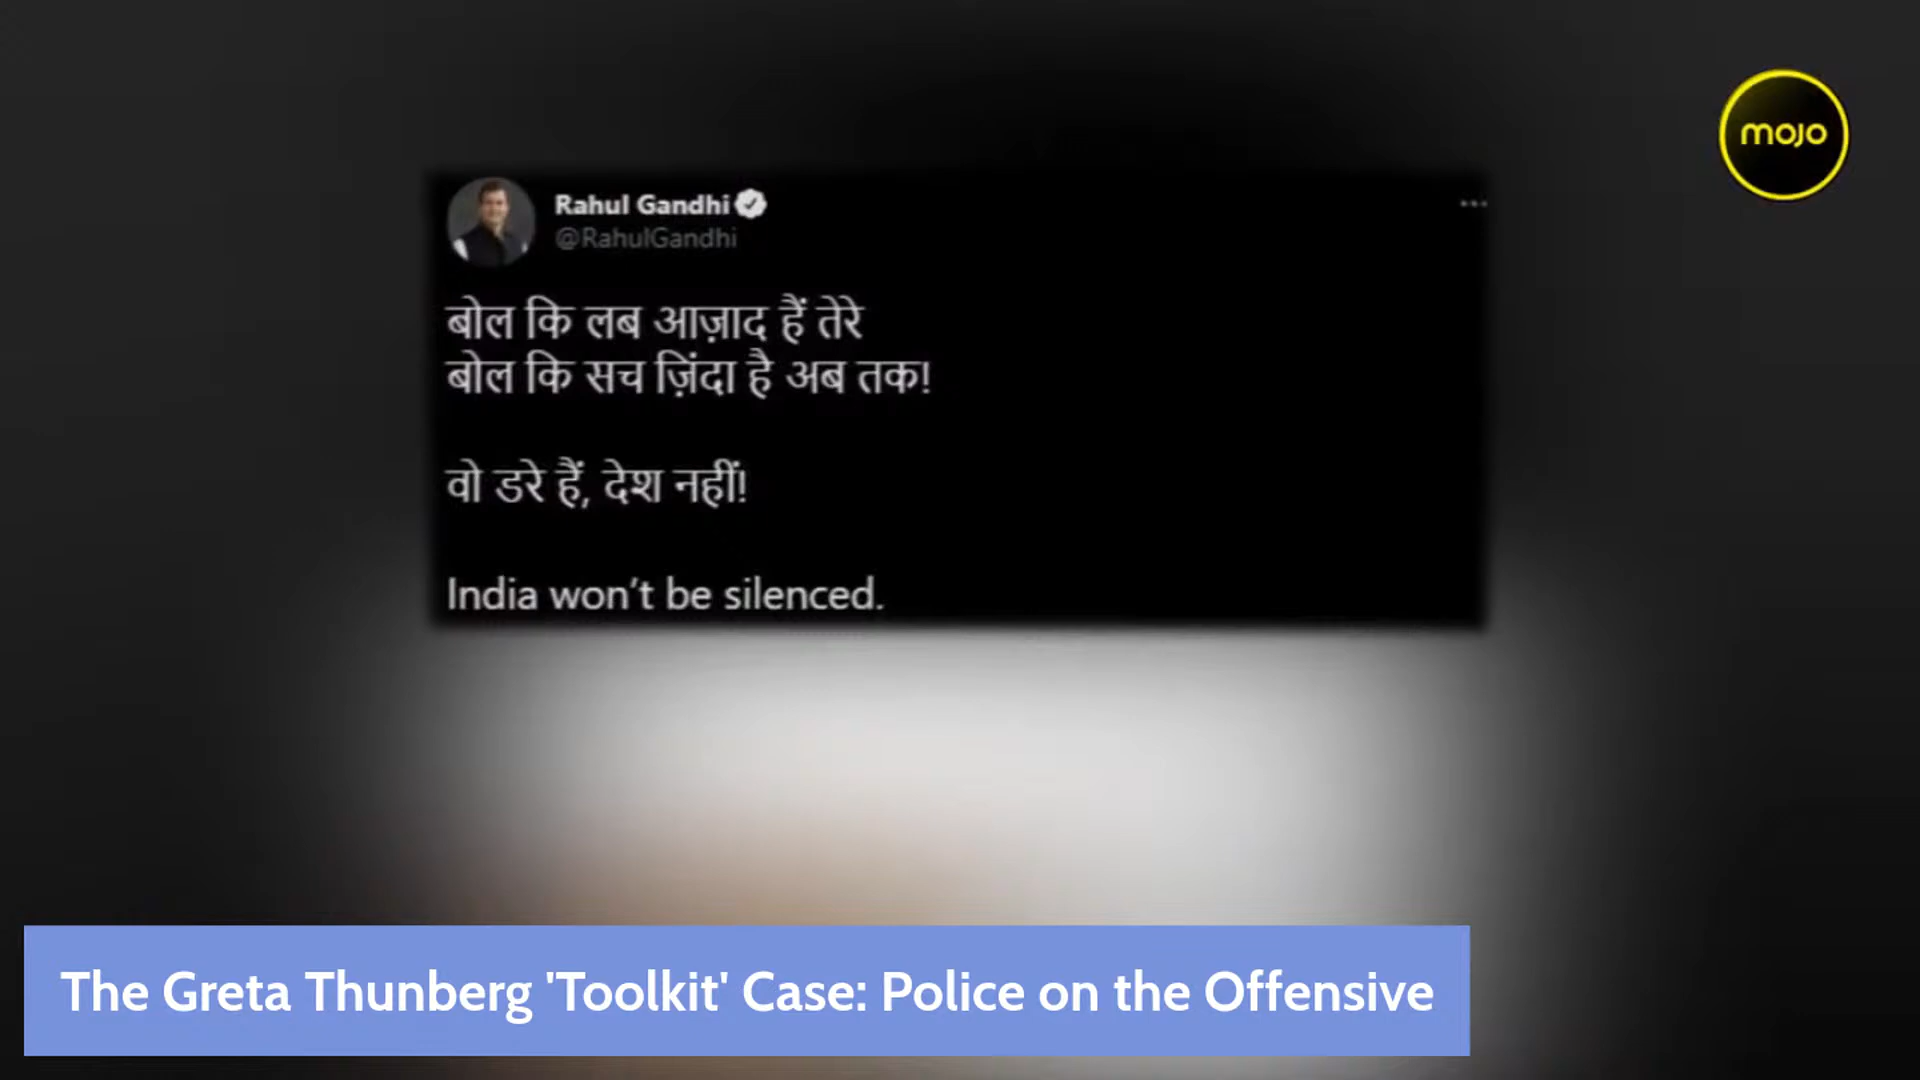 mojo
Rahul Gandhi
@RahulGandhi
बोल कि लब आज़ाद हैं तेरे
बोल कि सच ज़िंदा है अब तक!
वो डरे हैं, देश नहीं!
India won’t be silenced.
The Greta Thunberg 'Toolkit' Case: Police on the Offensive